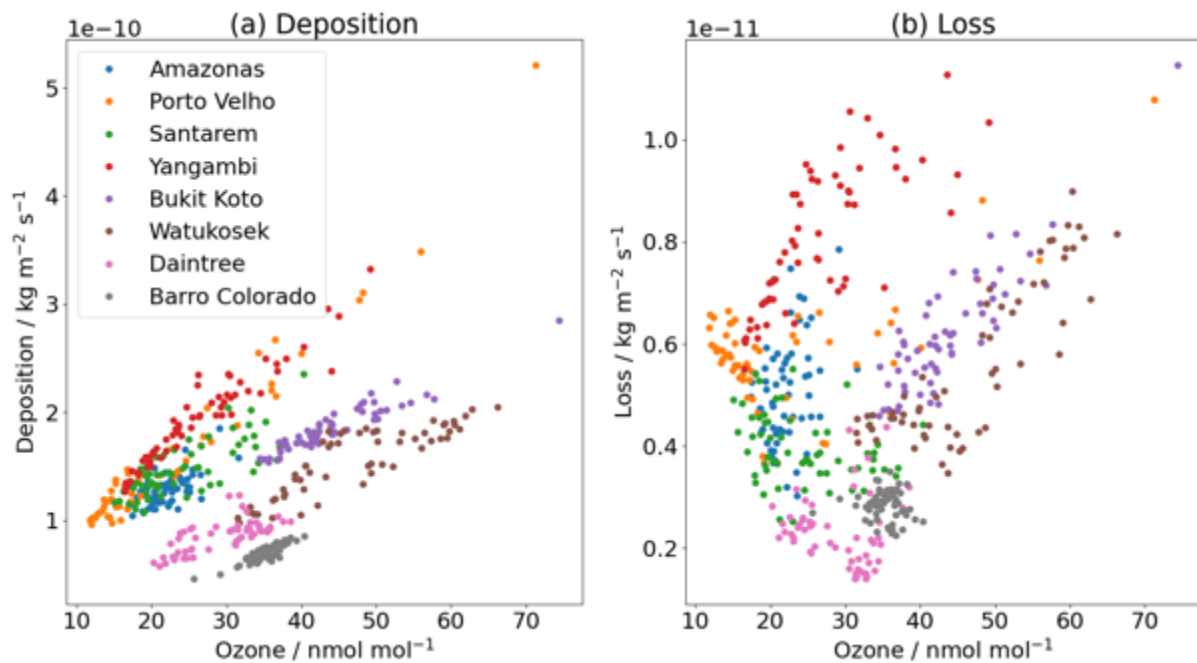 (a) Deposition
1e−10
5
4
3
2
1
Deposition / kg m⁻² s⁻¹
Amazonas
Porto Velho
Santarem
Yangambi
Bukit Koto
Watukosek
Daintree
Barro Colorado
10 20 30 40 50 60 70
Ozone / nmol mol⁻¹
(b) Loss
1e−11
1.0
0.8
0.6
0.4
0.2
Loss / kg m⁻² s⁻¹
10 20 30 40 50 60 70
Ozone / nmol mol⁻¹